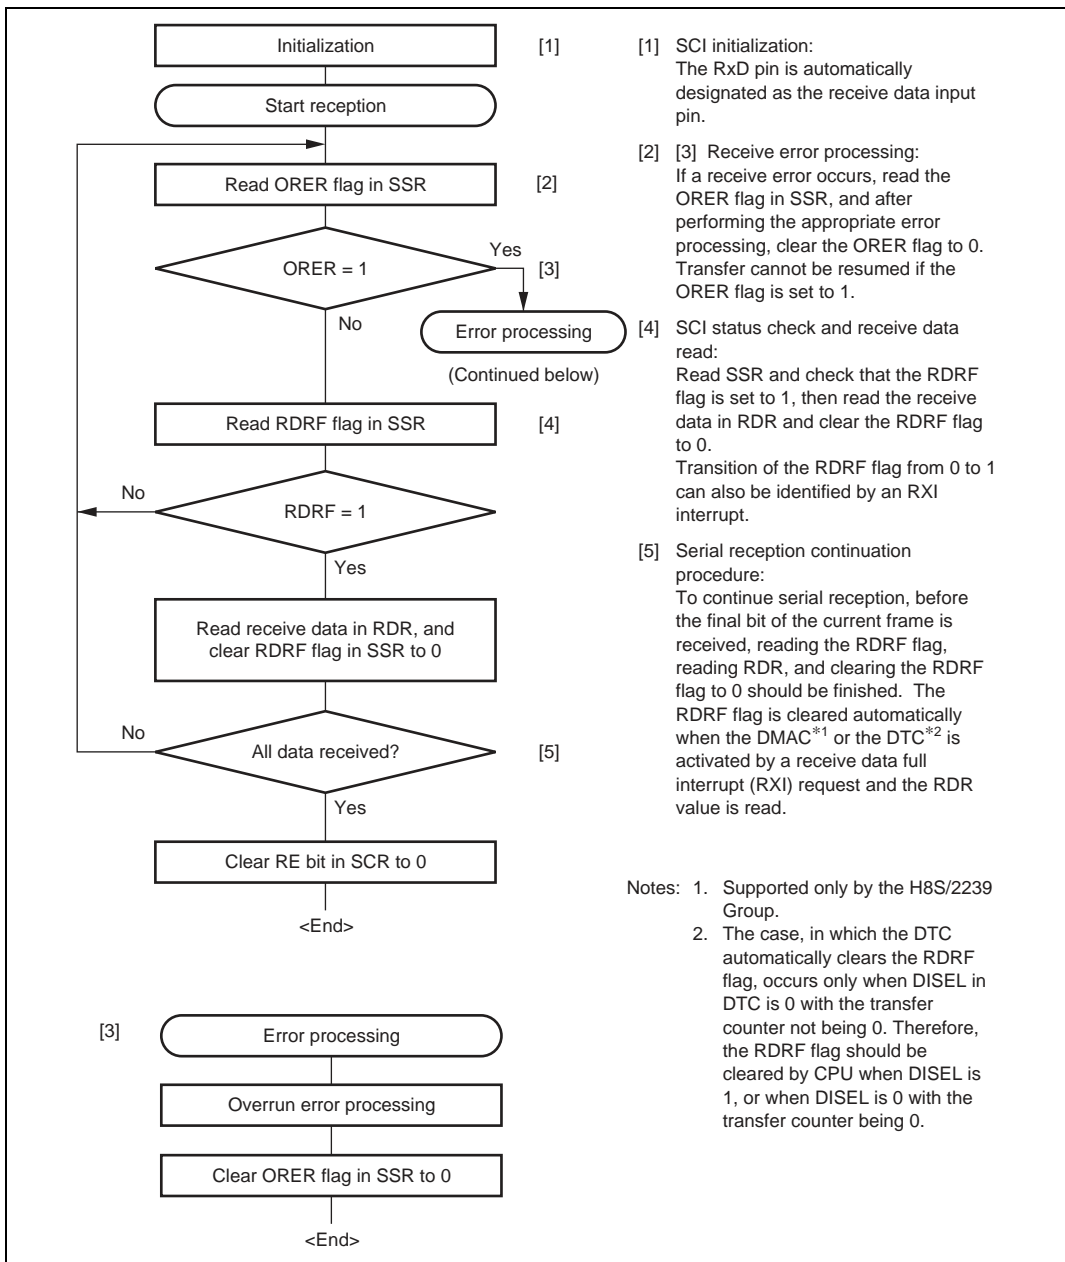 Initialization
[1]
Start reception
Read ORER flag in SSR
[2]
ORER = 1
Yes
[3]
No
Error processing
(Continued below)
Read RDRF flag in SSR
[4]
No
RDRF = 1
Yes
Read receive data in RDR, and
clear RDRF flag in SSR to 0
No
All data received?
[5]
Yes
Clear RE bit in SCR to 0
<End>
[3]
Error processing
Overrun error processing
Clear ORER flag in SSR to 0
<End>
[1] SCI initialization:
The RxD pin is automatically
designated as the receive data input
pin.
[2] [3] Receive error processing:
If a receive error occurs, read the
ORER flag in SSR, and after
performing the appropriate error
processing, clear the ORER flag to 0.
Transfer cannot be resumed if the
ORER flag is set to 1.
[4] SCI status check and receive data
read:
Read SSR and check that the RDRF
flag is set to 1, then read the receive
data in RDR and clear the RDRF flag
to 0.
Transition of the RDRF flag from 0 to 1
can also be identified by an RXI
interrupt.
[5] Serial reception continuation
procedure:
To continue serial reception, before
the final bit of the current frame is
received, reading the RDRF flag,
reading RDR, and clearing the RDRF
flag to 0 should be finished. The
RDRF flag is cleared automatically
when the DMAC*1 or the DTC*2 is
activated by a receive data full
interrupt (RXI) request and the RDR
value is read.
Notes: 1. Supported only by the H8S/2239
Group.
2. The case, in which the DTC
automatically clears the RDRF
flag, occurs only when DISEL in
DTC is 0 with the transfer
counter not being 0. Therefore,
the RDRF flag should be
cleared by CPU when DISEL is
1, or when DISEL is 0 with the
transfer counter being 0.